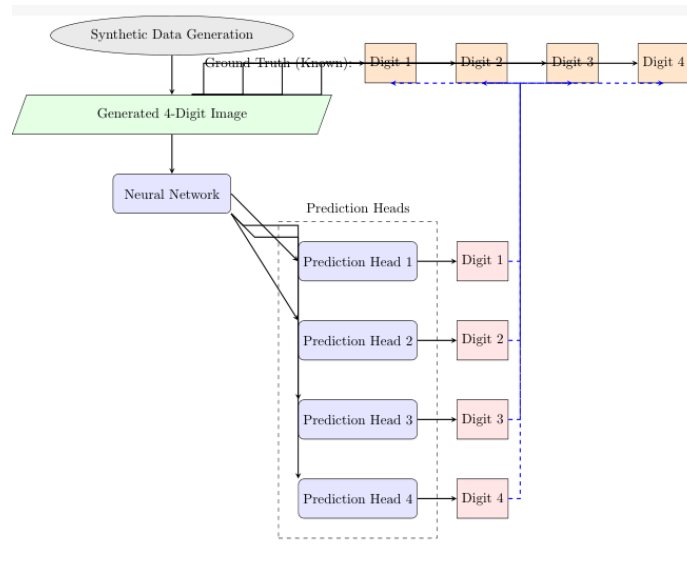 Synthetic Data Generation
Ground Truth (Known):
Digit 1
Digit 2
Digit 3
Digit 4
Generated 4-Digit Image
Neural Network
Prediction Heads
Prediction Head 1
Digit 1
Prediction Head 2
Digit 2
Prediction Head 3
Digit 3
Prediction Head 4
Digit 4